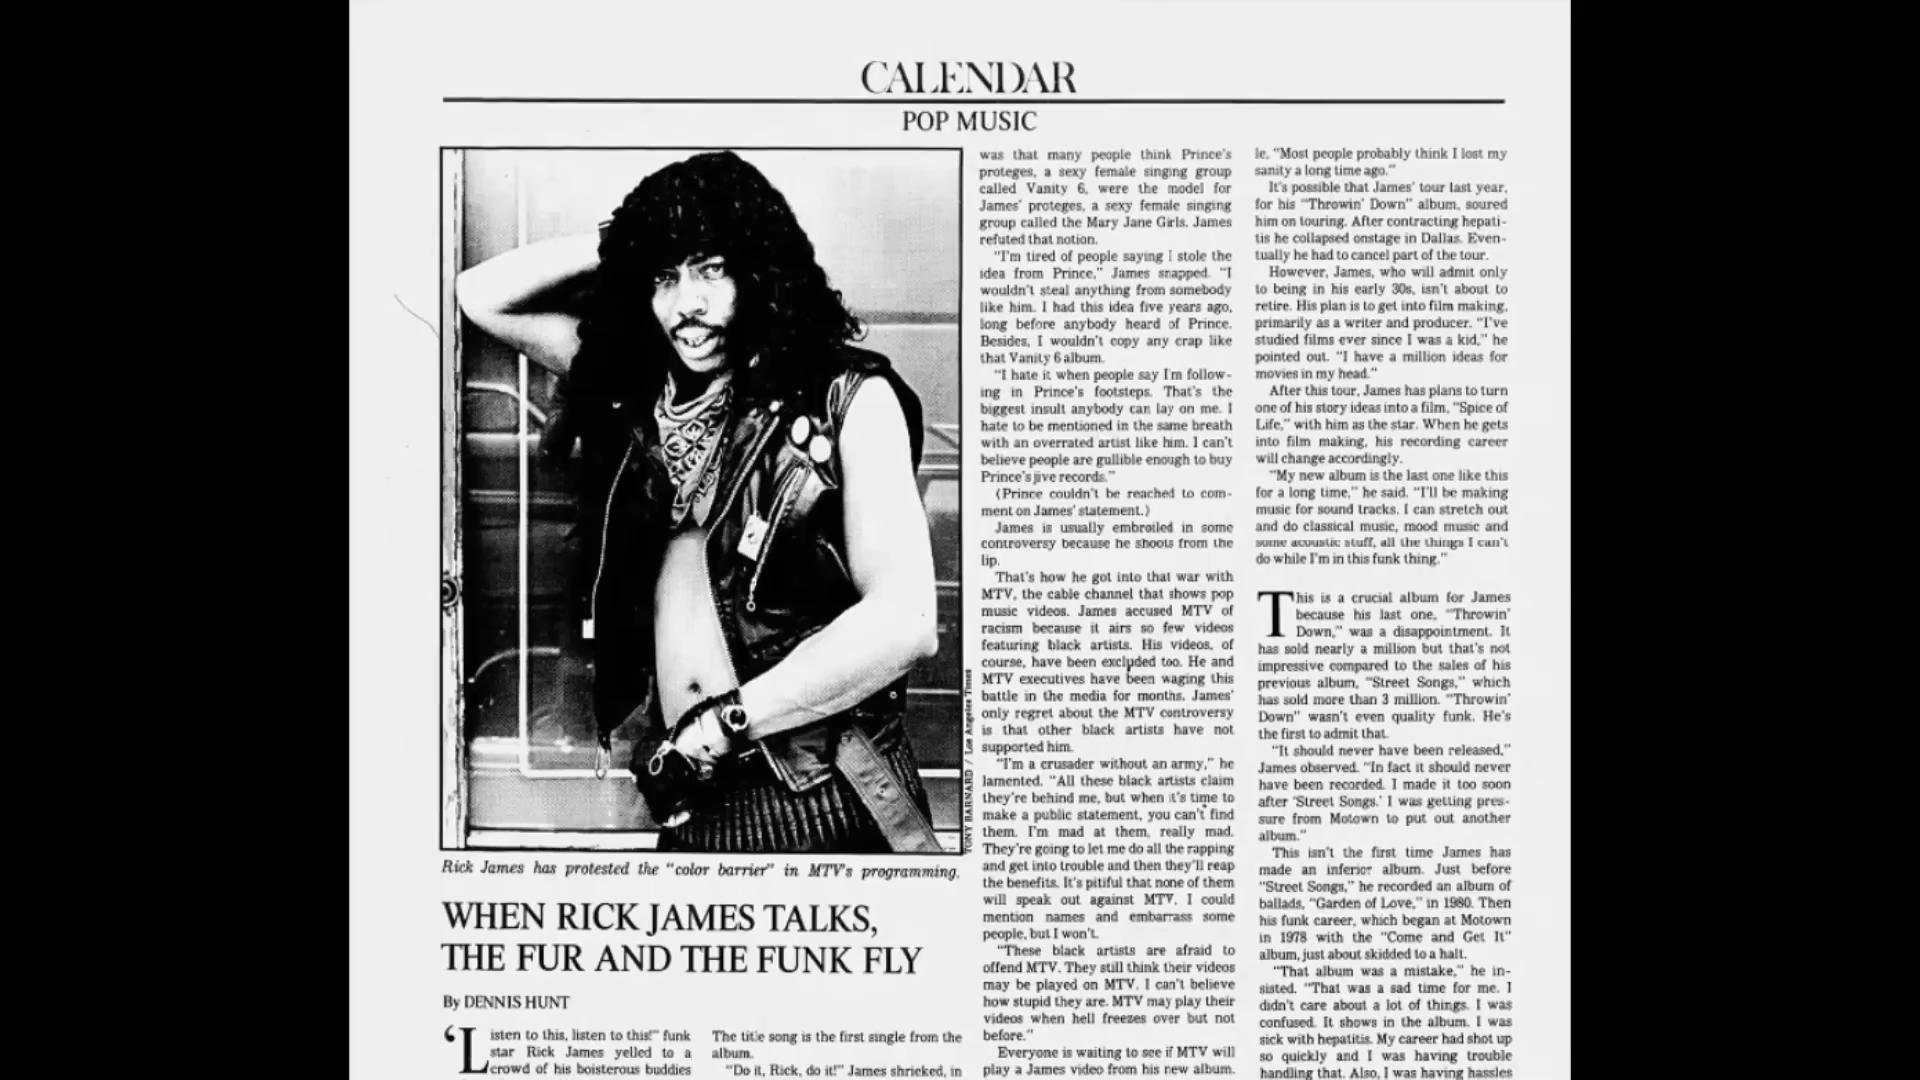 CALENDAR
POP MUSIC
TONY BARNARD / Los Angeles Times
Rick James has protested the "color barrier" in MTV's programming.
WHEN RICK JAMES TALKS,
THE FUR AND THE FUNK FLY
By DENNIS HUNT
‘Listen to this, listen to this!” funk
star Rick James yelled to a
crowd of his boisterous buddies
The title song is the first single from the
album.
"Do it, Rick, do it!" James shrieked, in
was that many people think Prince's
proteges, a sexy female singing group
called Vanity 6, were the model for
James' proteges, a sexy female singing
group called the Mary Jane Girls. James
refuted that notion.
"I'm tired of people saying I stole the
idea from Prince," James snapped. "I
wouldn't steal anything from somebody
like him. I had this idea five years ago,
long before anybody heard of Prince.
Besides, I wouldn't copy any crap like
that Vanity 6 album.
"I hate it when people say I'm follow-
ing in Prince's footsteps. That's the
biggest insult anybody can lay on me. I
hate to be mentioned in the same breath
with an overrated artist like him. I can't
believe people are gullible enough to buy
Prince's jive records."
(Prince couldn't be reached to com-
ment on James' statement.)
James is usually embroiled in some
controversy because he shoots from the
lip.
That's how he got into that war with
MTV, the cable channel that shows pop
music videos. James accused MTV of
racism because it airs so few videos
featuring black artists. His videos, of
course, have been excluded too. He and
MTV executives have been waging this
battle in the media for months. James'
only regret about the MTV controversy
is that other black artists have not
supported him.
"I'm a crusader without an army," he
lamented. "All these black artists claim
they're behind me, but when it's time to
make a public statement, you can't find
them. I'm mad at them, really mad.
They're going to let me do all the rapping
and get into trouble and then they'll reap
the benefits. It's pitiful that none of them
will speak out against MTV. I could
mention names and embarrass some
people, but I won't.
"These black artists are afraid to
offend MTV. They still think their videos
may be played on MTV. I can't believe
how stupid they are. MTV may play their
videos when hell freezes over but not
before."
Everyone is waiting to see if MTV will
play a James video from his new album.
le. "Most people probably think I lost my
sanity a long time ago."
It's possible that James' tour last year,
for his "Throwin' Down" album, soured
him on touring. After contracting hepati-
tis he collapsed onstage in Dallas. Even-
tually he had to cancel part of the tour.
However, James, who will admit only
to being in his early 30s, isn't about to
retire. His plan is to get into film making,
primarily as a writer and producer. "I've
studied films ever since I was a kid," he
pointed out. "I have a million ideas for
movies in my head."
After this tour, James has plans to turn
one of his story ideas into a film, "Spice of
Life," with him as the star. When he gets
into film making, his recording career
will change accordingly.
"My new album is the last one like this
for a long time," he said. "I'll be making
music for sound tracks. I can stretch out
and do classical music, mood music and
some acoustic stuff, all the things I can't
do while I'm in this funk thing."
This is a crucial album for James
because his last one, "Throwin'
Down," was a disappointment. It
has sold nearly a million but that's not
impressive compared to the sales of his
previous album, "Street Songs," which
has sold more than 3 million. "Throwin'
Down" wasn't even quality funk. He's
the first to admit that.
"It should never have been released,"
James observed. "In fact it should never
have been recorded. I made it too soon
after 'Street Songs.' I was getting pres-
sure from Motown to put out another
album."
This isn't the first time James has
made an inferior album. Just before
"Street Songs," he recorded an album of
ballads, "Garden of Love," in 1980. Then
his funk career, which began at Motown
in 1978 with the "Come and Get It"
album, just about skidded to a halt.
"That album was a mistake," he in-
sisted. "That was a sad time for me. I
didn't care about a lot of things. I was
confused. It shows in the album. I was
sick with hepatitis. My career had shot up
so quickly and I was having trouble
handling that. Also, I was having hassles